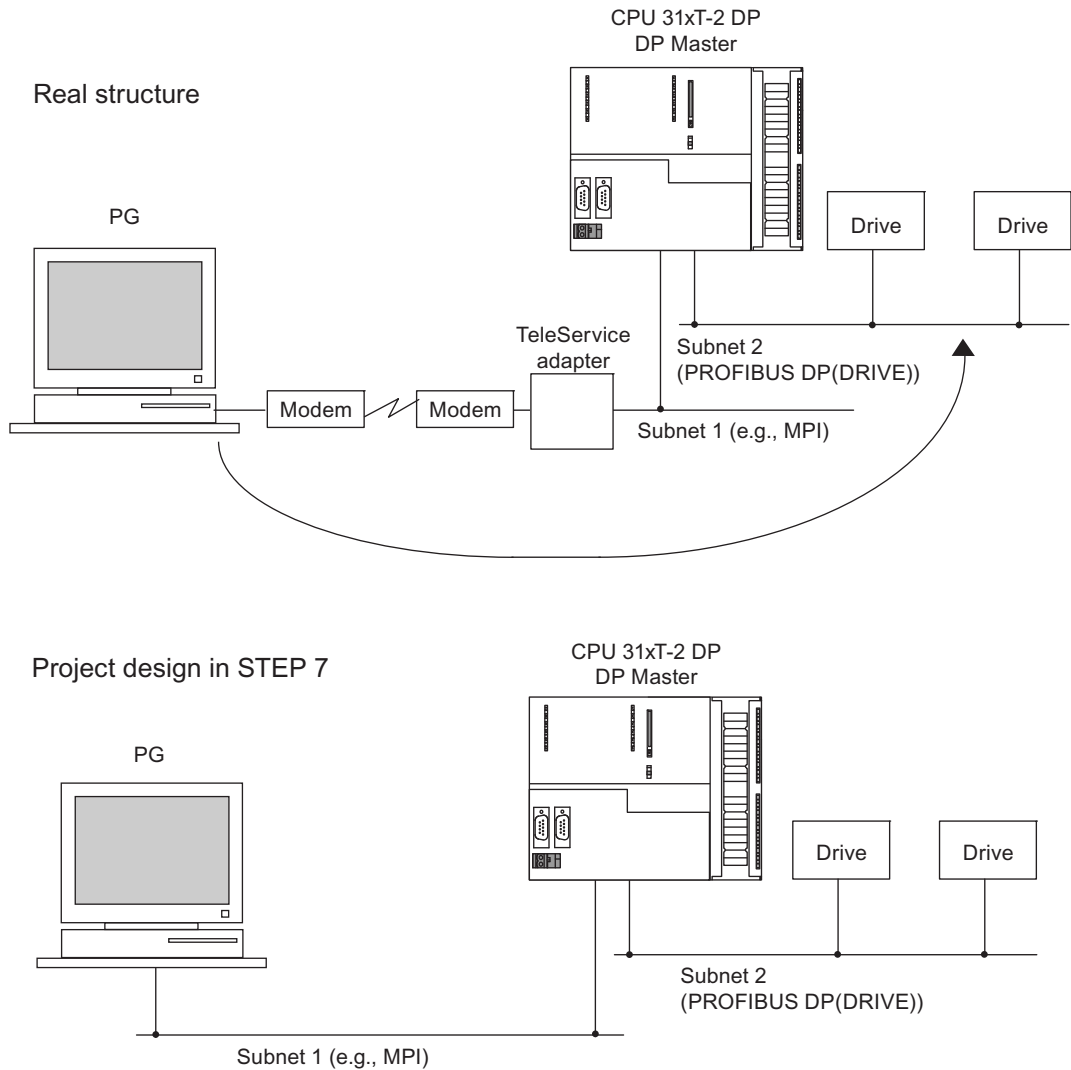 CPU 31xT-2 DP
DP Master
Real structure
PG
Drive
Drive
TeleService
adapter
Subnet 2
(PROFIBUS DP(DRIVE))
Modem
Modem
Subnet 1 (e.g., MPI)
CPU 31xT-2 DP
DP Master
Project design in STEP 7
PG
Drive
Drive
Subnet 2
(PROFIBUS DP(DRIVE))
Subnet 1 (e.g., MPI)